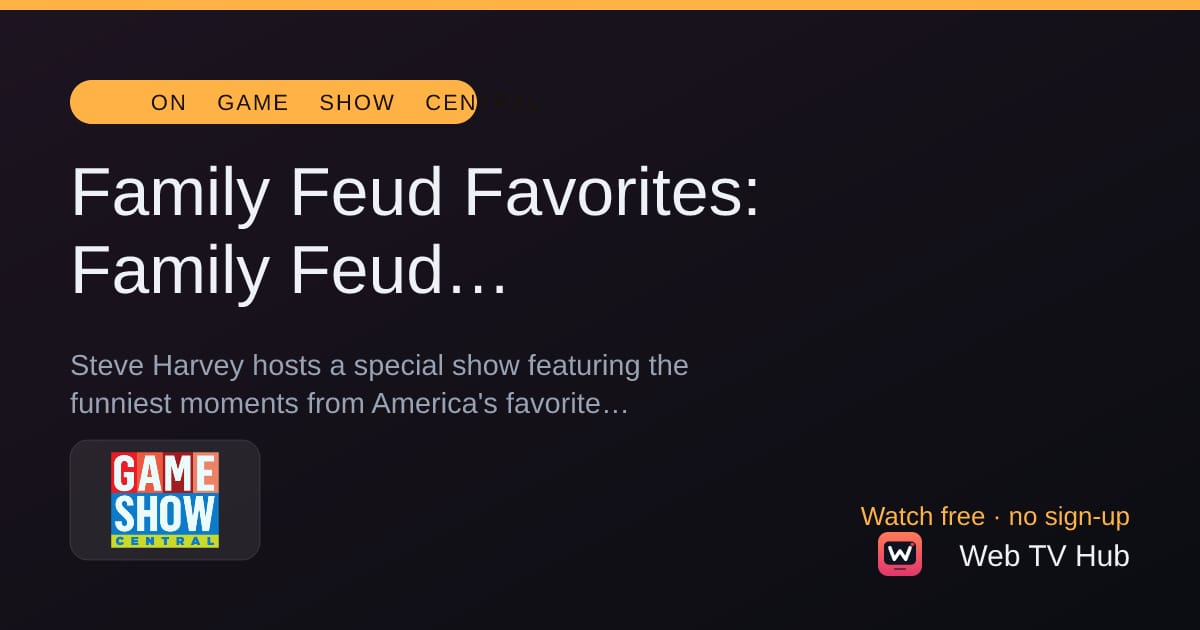 ON GAME SHOW CENTRAL
Family Feud Favorites:
Family Feud…
Steve Harvey hosts a special show featuring the
funniest moments from America's favorite…
GAME
SHOW
CENTRAL
Watch free · no sign-up
W
Web TV Hub